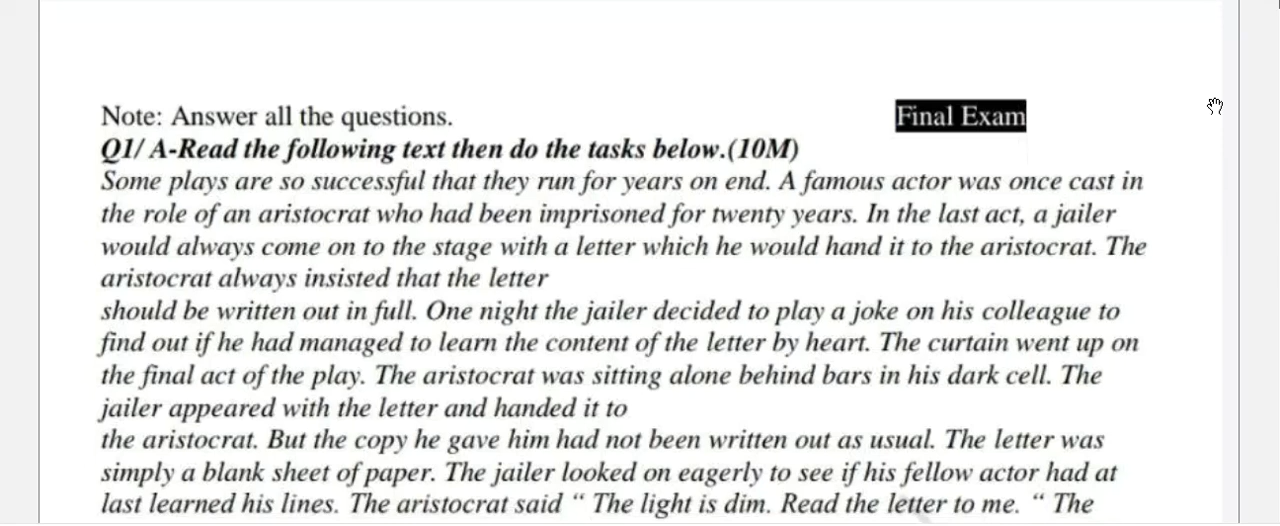 Note: Answer all the questions. Final Exam
Q1/ A-Read the following text then do the tasks below.(10M)
Some plays are so successful that they run for years on end. A famous actor was once cast in
the role of an aristocrat who had been imprisoned for twenty years. In the last act, a jailer
would always come on to the stage with a letter which he would hand it to the aristocrat. The
aristocrat always insisted that the letter
should be written out in full. One night the jailer decided to play a joke on his colleague to
find out if he had managed to learn the content of the letter by heart. The curtain went up on
the final act of the play. The aristocrat was sitting alone behind bars in his dark cell. The
jailer appeared with the letter and handed it to
the aristocrat. But the copy he gave him had not been written out as usual. The letter was
simply a blank sheet of paper. The jailer looked on eagerly to see if his fellow actor had at
last learned his lines. The aristocrat said “ The light is dim. Read the letter to me. “ The